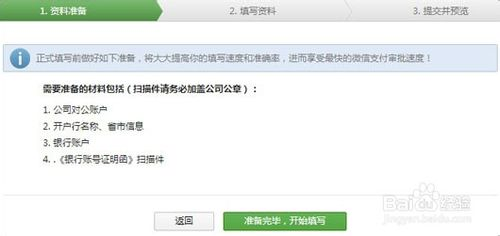 1. 资料准备
2. 填写资料
3. 提交并预览
正式填写前做好如下准备，将大大提高你的填写速度和准确率，进而享受最快的微信支付审批速度！
需要准备的材料包括（扫描件请务必加盖公司公章）：
1. 公司对公账户
2. 开户行名称、省市信息
3. 银行账户
4. .《银行账号证明函》扫描件
返回
准备完毕，开始填写
Bai 经验
jingyan.baidu.com